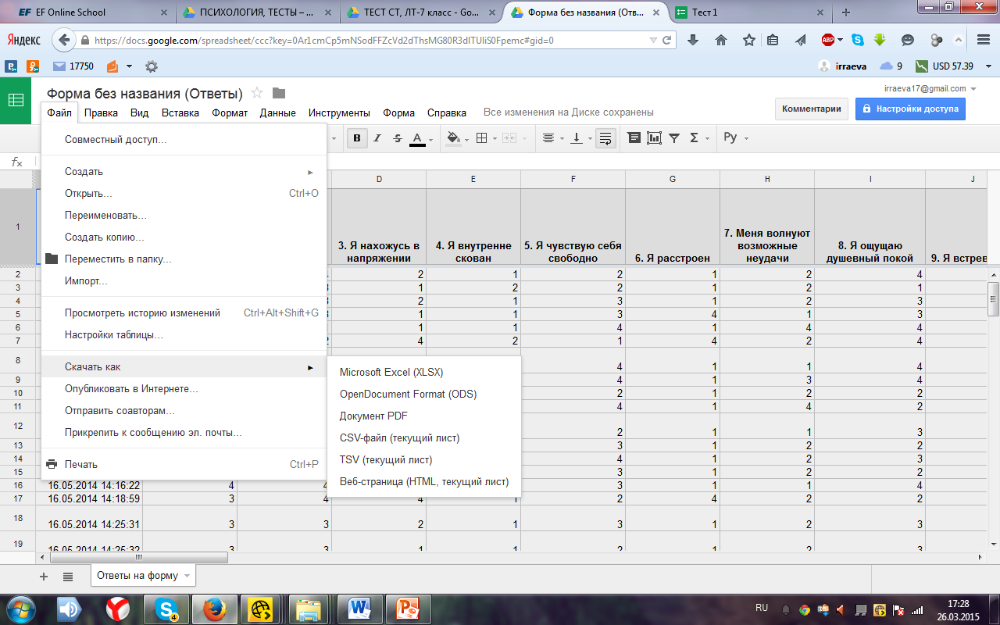 EF EF Online School
ПСИХОЛОГИЯ, ТЕСТЫ – ...
ТЕСТ СТ, ЛТ-7 класс - Go...
Форма без названия (Отв...
Тест1
Яндекс
https://docs.google.com/spreadsheet/ccc?key=0Ar1cmCp5mNSodFFZcVd2dThsMG80R3dITUliS0Fpemc#gid=0
ABP
17750
irraeva
9
USD 57.39
Форма без названия (Ответы)
irraeva17@gmail.com
Файл Правка Вид Вставка Формат Данные Инструменты Форма Справка
Все изменения на Диске сохранены
Комментарии
Настройки доступа
Совместный доступ...
Создать
Открыть... Ctrl+O
Переименовать...
Создать копию...
Переместить в папку...
Импорт...
Просмотреть историю изменений Ctrl+Alt+Shift+G
Настройки таблицы...
Скачать как
Опубликовать в Интернете...
Отправить соавторам...
Прикрепить к сообщению эл. почты...
Печать Ctrl+P
Microsoft Excel (XLSX)
OpenDocument Format (ODS)
Документ PDF
CSV-файл (текущий лист)
TSV (текущий лист)
Веб-страница (HTML, текущий лист)
B I S A Σ Py
fx
D E F G H I J
1
3. Я нахожусь в напряжении
4. Я внутренне скован
5. Я чувствую себя свободно
6. Я расстроен
7. Меня волнуют возможные неудачи
8. Я ощущаю душевный покой
9. Я встрев
2 2 1 2 1 2 4
3 1 2 2 1 2 1
4 2 1 3 1 2 3
5 1 1 3 4 1 3
6 1 1 4 1 4 4
7 4 2 1 4 2 4
8 4 1 1 4
9 4 1 3 4
10 2 1 2 2
11 4 1 4 2
12 2 1 1 3
13 3 1 2 2
14 4 1 2 3
15 3 1 2 2
16 16.05.2014 14:16:22 4 4 3 1 1 4
17 16.05.2014 14:18:59 3 4 4 1 2 4 2 2
18 16.05.2014 14:25:31 3 3 2 1 3 1 2 3
19 16.05.2014 14:25:32 3 3 1 1 2 1 2 3
Ответы на форму
4
RU
17:28
26.03.2015